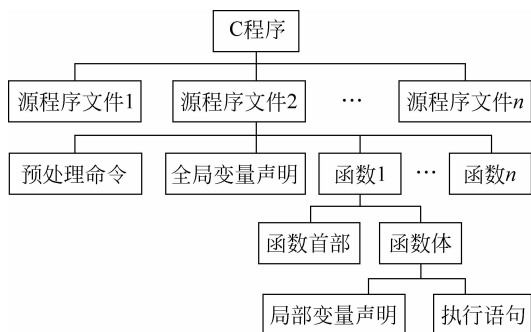 C程序
源程序文件1 源程序文件2 … 源程序文件n
预处理命令 全局变量声明 函数1 … 函数n
函数首部 函数体
局部变量声明 执行语句